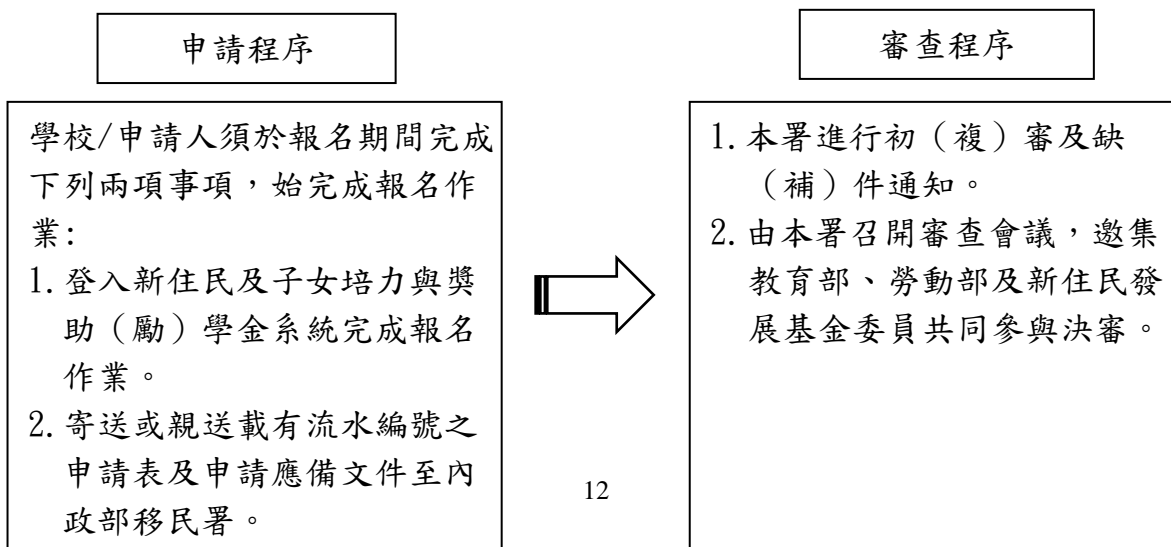 申請程序
學校/申請人須於報名期間完成
下列兩項事項，始完成報名作
業:
1. 登入新住民及子女培力與獎
助（勵）學金系統完成報名
作業。
2. 寄送或親送載有流水編號之
申請表及申請應備文件至內
政部移民署。
審查程序
1. 本署進行初（複）審及缺
（補）件通知。
2. 由本署召開審查會議，邀集
教育部、勞動部及新住民發
展基金委員共同參與決審。
12